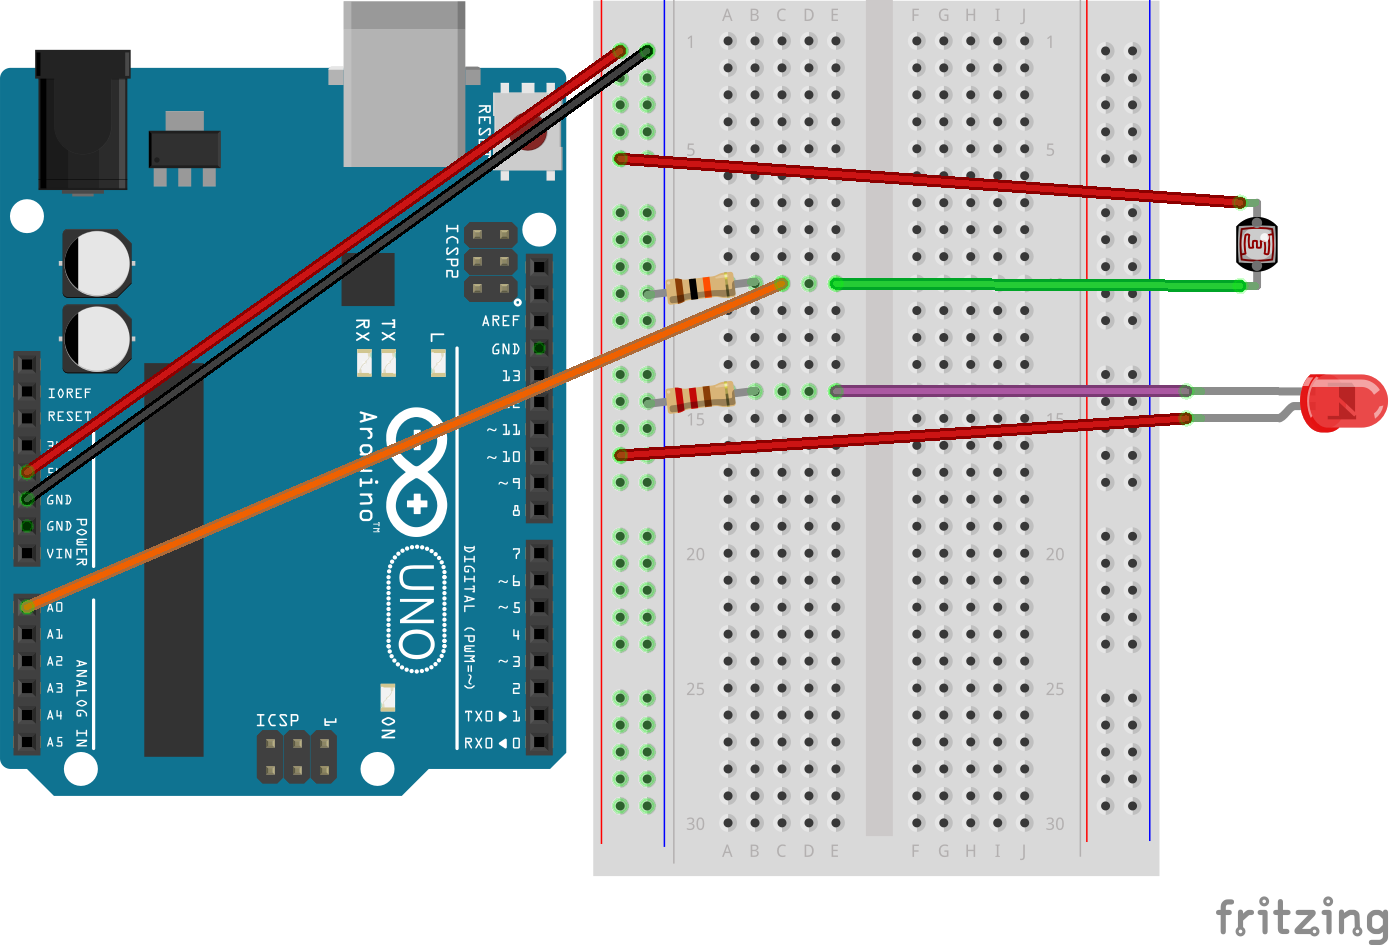 A B C D E F G H I J
1 1
5 5
15 15
20 20
25 25
30 30
A B C D E F G H I J
RESET
ICSP2
AREF
GND
13
~11
~10
~9
8
7
~6
~5
4
~3
2
TX0▶1
RX0◀0
RX TX L
IOREF
RESET
GND
GND
VIN
POWER
A0
A1
A2
A3
A4
A5
ANALOG IN
Arduino™
UNO
DIGITAL (PWM=~)
ICSP 1
ON
fritzing